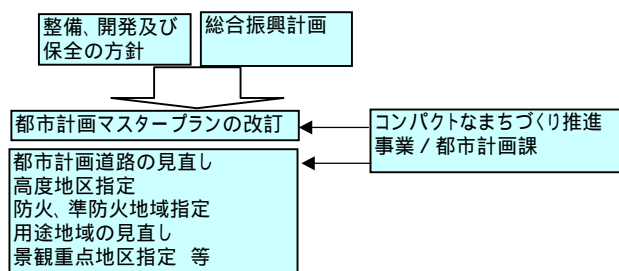 整備、開発及び
保全の方針
総合振興計画
都市計画マスタープランの改訂
コンパクトなまちづくり推進
事業/都市計画課
都市計画道路の見直し
高度地区指定
防火、準防火地域指定
用途地域の見直し
景観重点地区指定 等